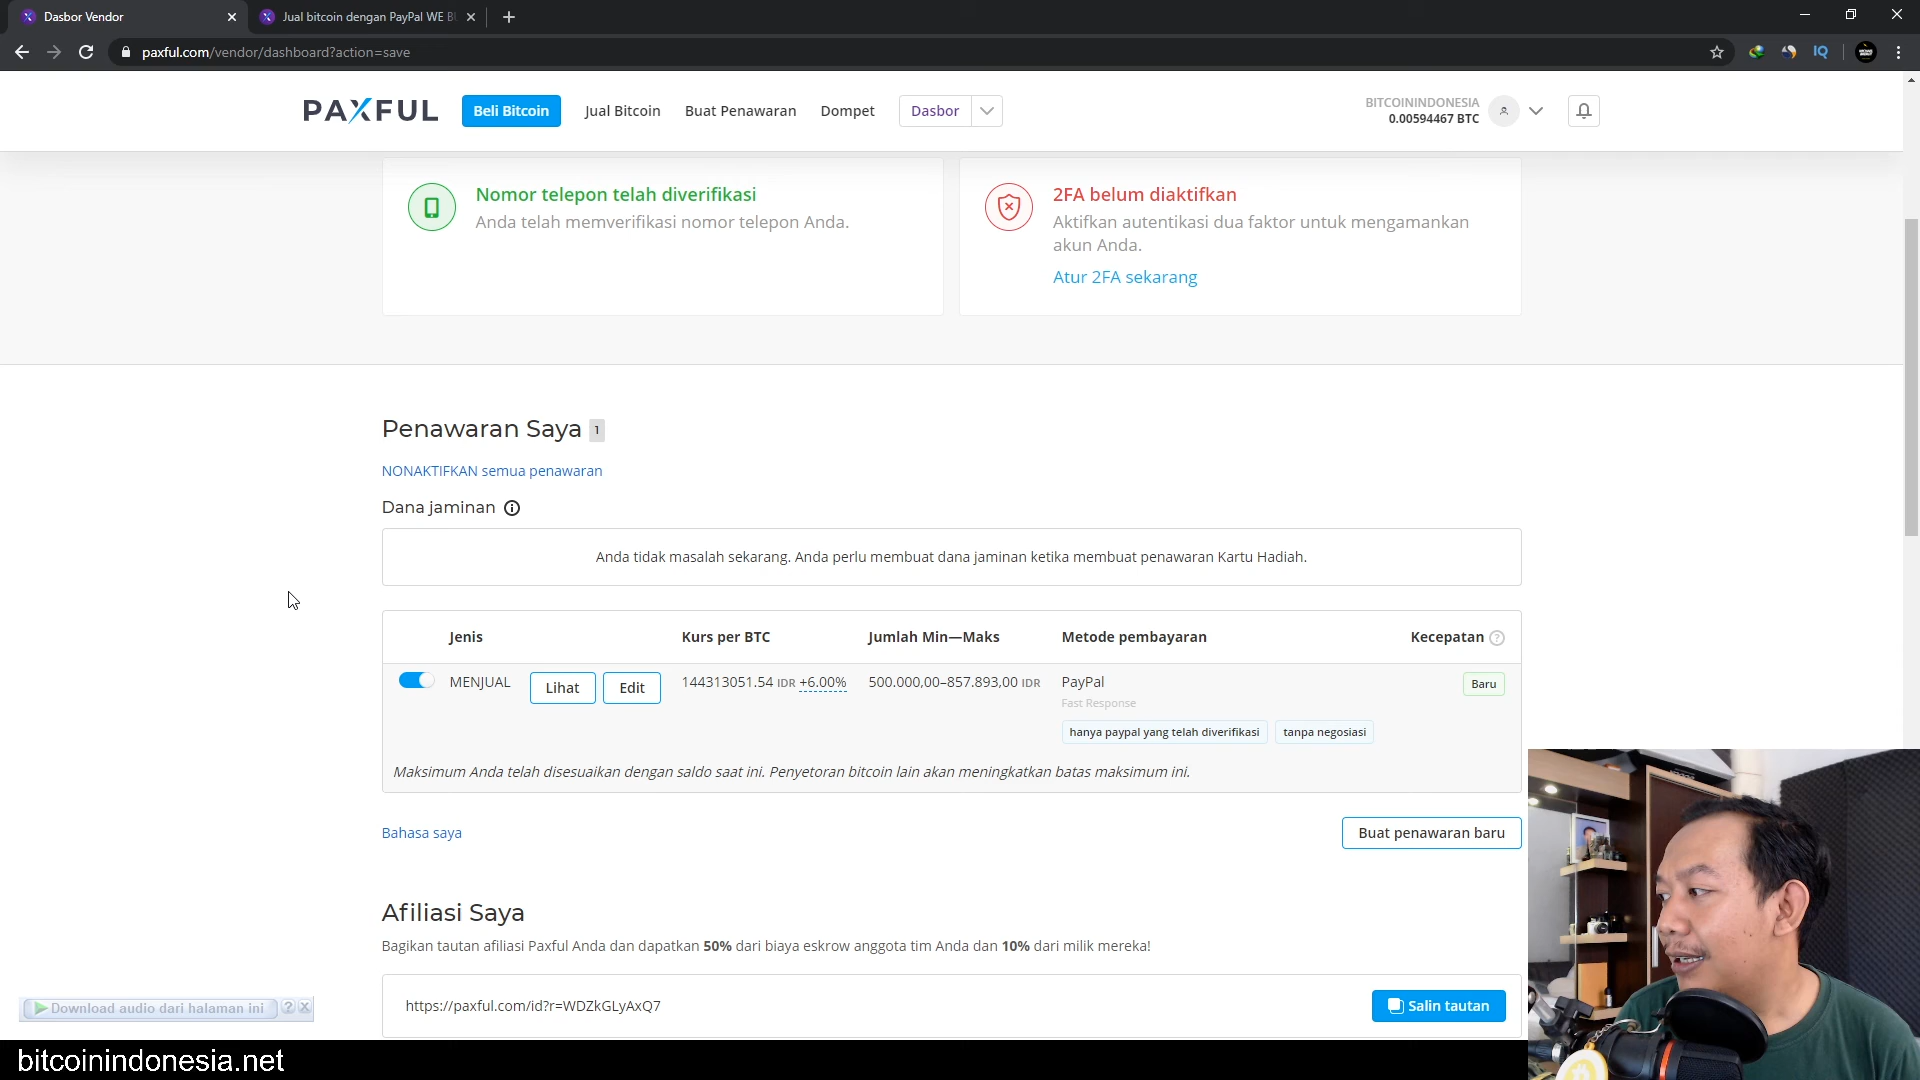 Dasbor Vendor
Jual bitcoin dengan PayPal WE BU
paxful.com/vendor/dashboard?action=save
IQ
PAXFUL
Beli Bitcoin
Jual Bitcoin
Buat Penawaran
Dompet
Dasbor
BITCOININDONESIA
0.00594467 BTC
Nomor telepon telah diverifikasi
Anda telah memverifikasi nomor telepon Anda.
2FA belum diaktifkan
Aktifkan autentikasi dua faktor untuk mengamankan
akun Anda.
Atur 2FA sekarang
Penawaran Saya 1
NONAKTIFKAN semua penawaran
Dana jaminan
Anda tidak masalah sekarang. Anda perlu membuat dana jaminan ketika membuat penawaran Kartu Hadiah.
Jenis
Kurs per BTC
Jumlah Min—Maks
Metode pembayaran
Kecepatan ?
MENJUAL
Lihat
Edit
144313051.54 IDR +6.00%
500.000,00–857.893,00 IDR
PayPal
Fast Response
hanya paypal yang telah diverifikasi
tanpa negosiasi
Baru
Maksimum Anda telah disesuaikan dengan saldo saat ini. Penyetoran bitcoin lain akan meningkatkan batas maksimum ini.
Bahasa saya
Buat penawaran baru
Afiliasi Saya
Bagikan tautan afiliasi Paxful Anda dan dapatkan 50% dari biaya eskrow anggota tim Anda dan 10% dari milik mereka!
https://paxful.com/id?r=WDZkGLyAxQ7
Salin tautan
Download audio dari halaman ini ?
bitcoinindonesia.net